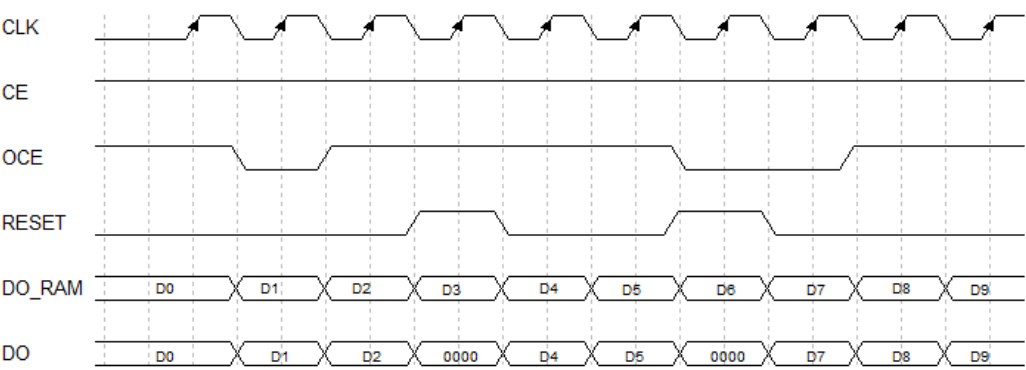 CLK
CE
OCE
RESET
DO_RAM D0 D1 D2 D3 D4 D5 D6 D7 D8 D9
DO D0 D1 D2 0000 D4 D5 0000 D7 D8 D9